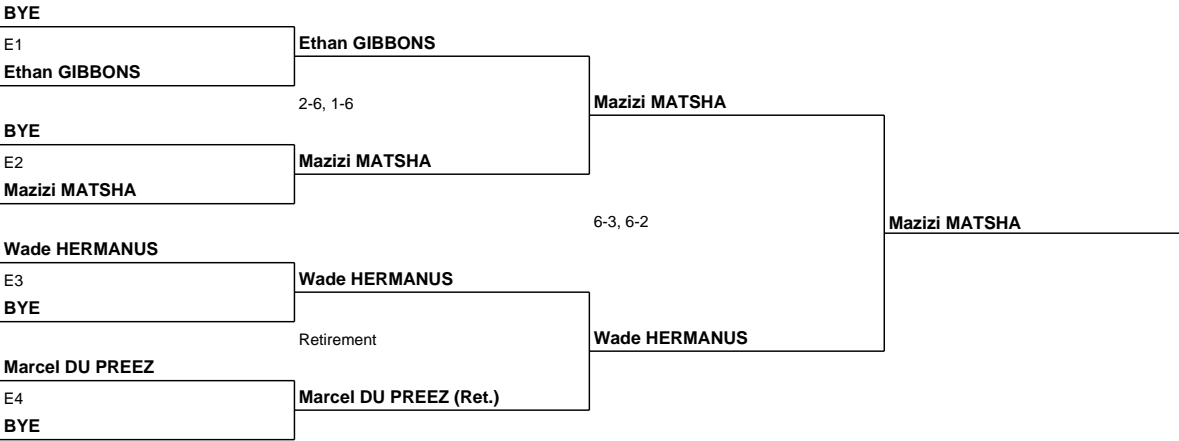 BYE
E1
Ethan GIBBONS
Ethan GIBBONS
2-6, 1-6
Mazizi MATSHA
BYE
E2
Mazizi MATSHA
Mazizi MATSHA
6-3, 6-2
Mazizi MATSHA
Wade HERMANUS
E3
Wade HERMANUS
BYE
Retirement
Wade HERMANUS
Marcel DU PREEZ
E4
Marcel DU PREEZ (Ret.)
BYE